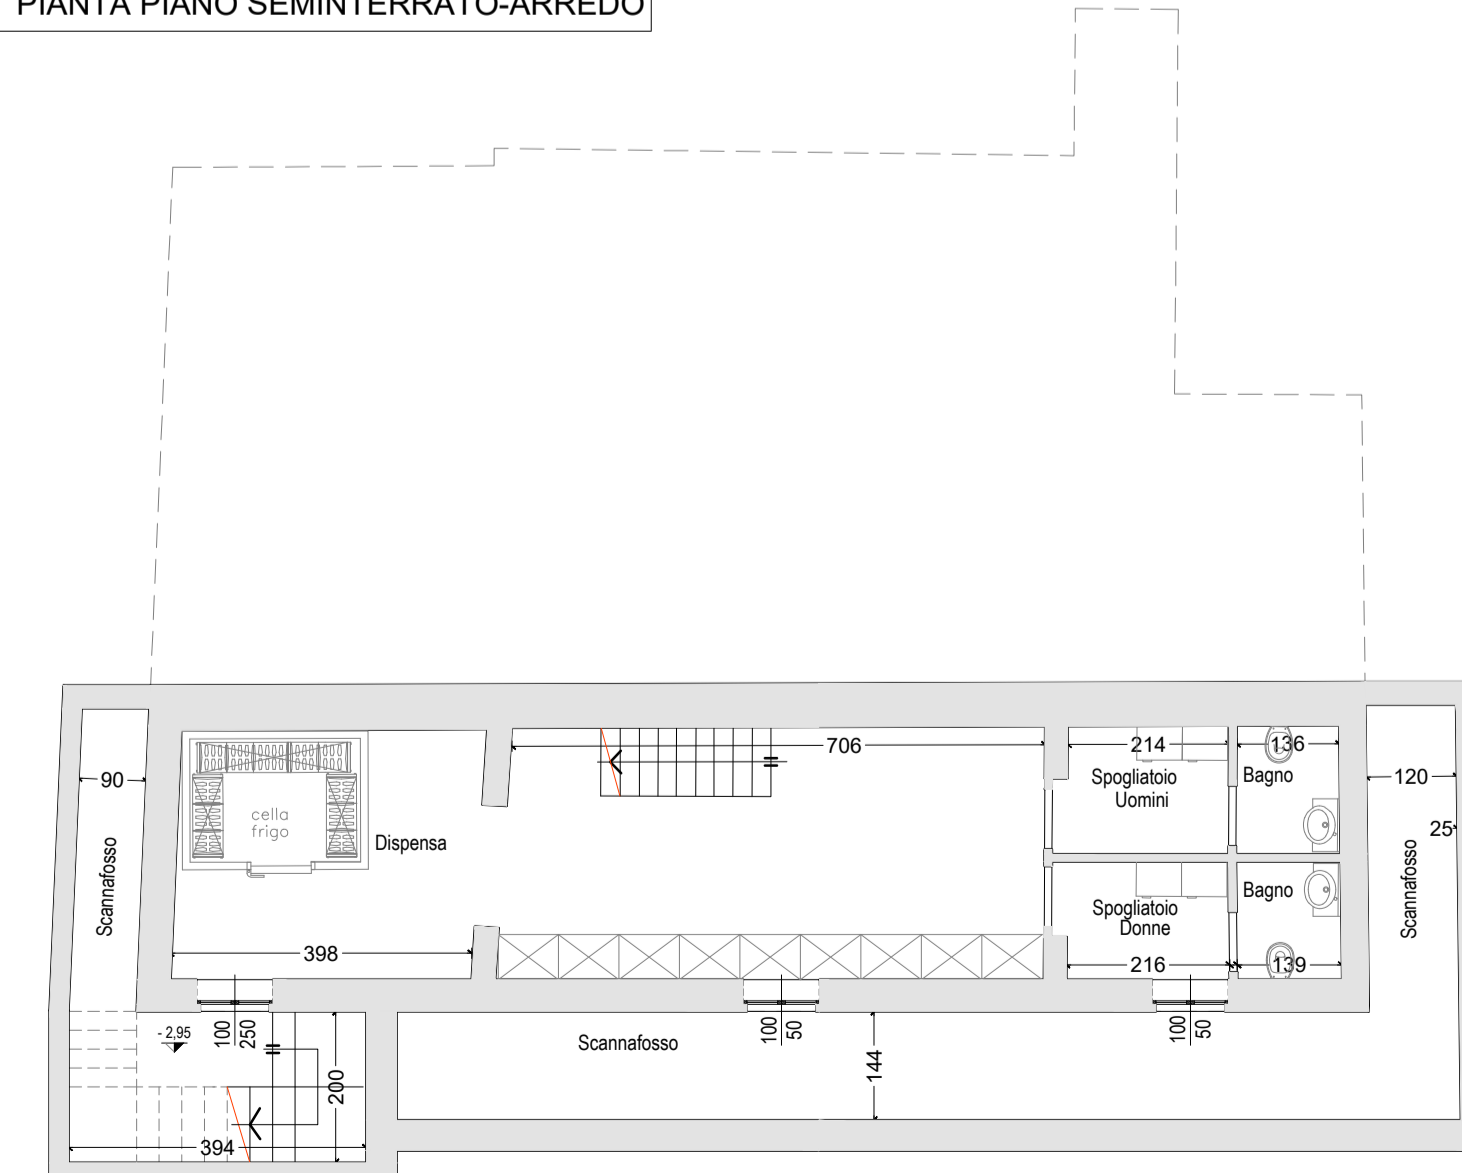 PIANTA PIANO SEMINTERRATO-ARREDO
706
214
136
90
Spogliatoio
Uomini
Bagno
120
cella
frigo
Dispensa
25
Scannafosso
Scannafosso
Bagno
Spogliatoio
Donne
398
216
139
- 2,95
100
250
Scannafosso
100
50
100
50
144
200
394